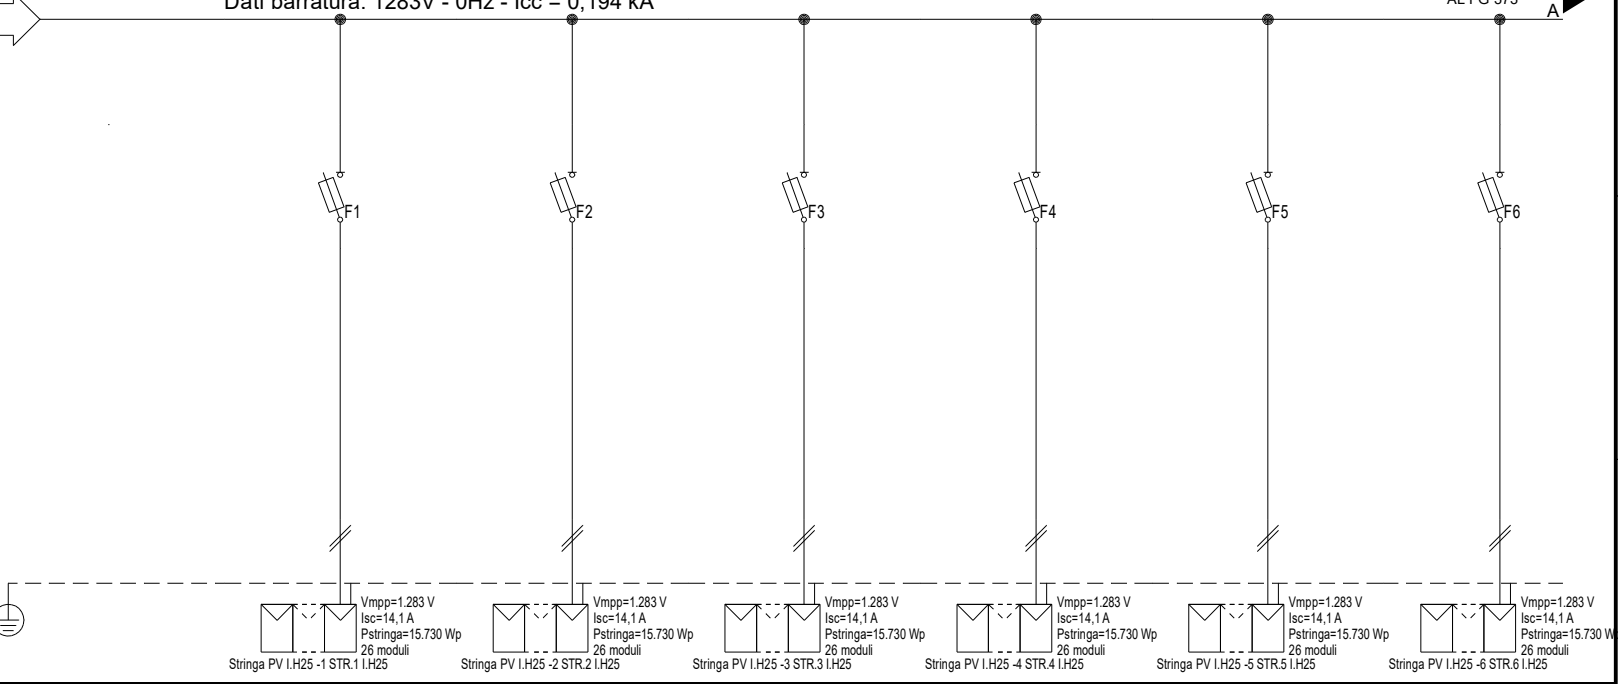 Dati barratura: 1283V - 0Hz - Icc = 0,194 kA
A
F1
F2
F3
F4
F5
F6
Vmpp=1.283 V
Isc=14,1 A
Pstringa=15.730 Wp
26 moduli
Stringa PV I.H25 -1 STR.1 I.H25
Vmpp=1.283 V
Isc=14,1 A
Pstringa=15.730 Wp
26 moduli
Stringa PV I.H25 -2 STR.2 I.H25
Vmpp=1.283 V
Isc=14,1 A
Pstringa=15.730 Wp
26 moduli
Stringa PV I.H25 -3 STR.3 I.H25
Vmpp=1.283 V
Isc=14,1 A
Pstringa=15.730 Wp
26 moduli
Stringa PV I.H25 -4 STR.4 I.H25
Vmpp=1.283 V
Isc=14,1 A
Pstringa=15.730 Wp
26 moduli
Stringa PV I.H25 -5 STR.5 I.H25
Vmpp=1.283 V
Isc=14,1 A
Pstringa=15.730 W
26 moduli
Stringa PV I.H25 -6 STR.6 I.H25